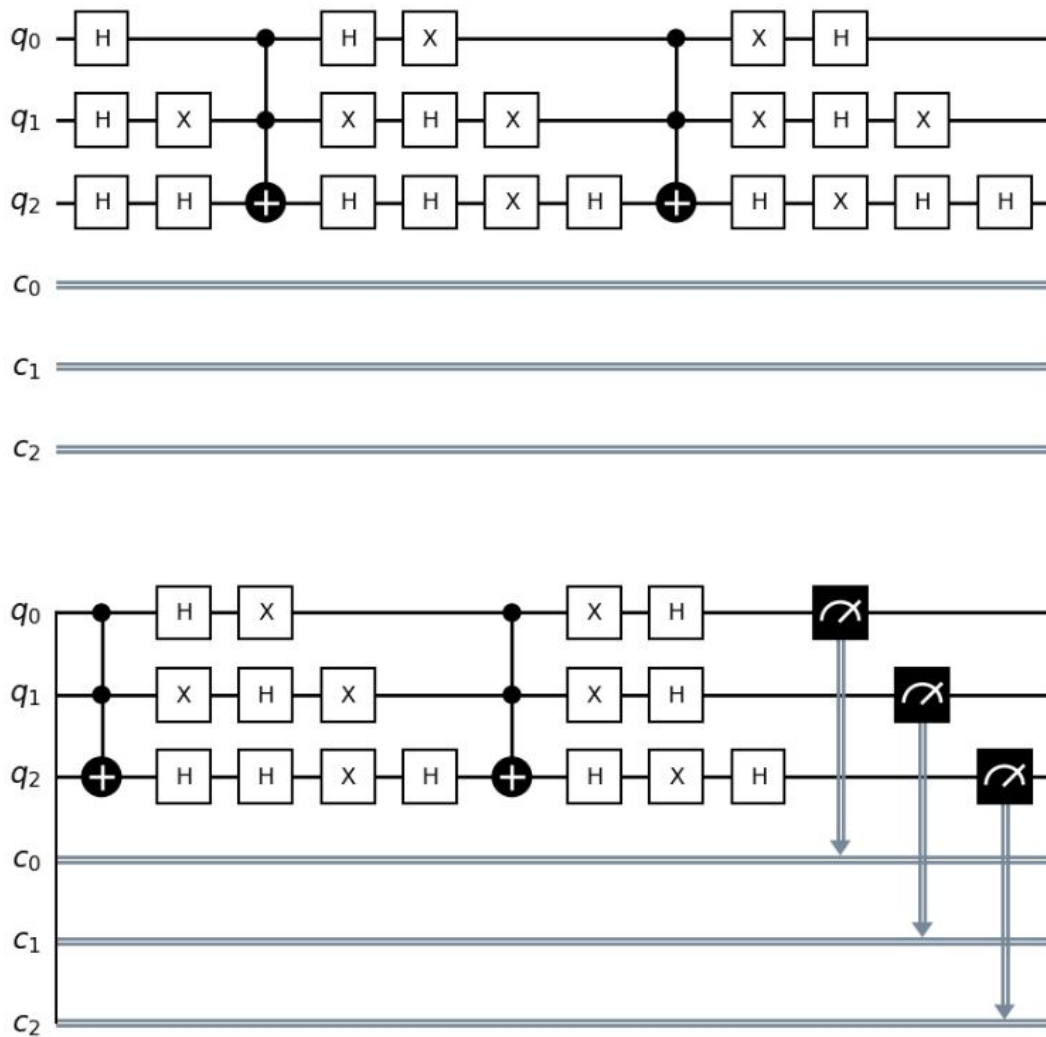 q0 H H X X H
q1 H X X H X X H X
q2 H H H H X H H X H H
c0
c1
c2
q0 H X X H
q1 X H X X H
q2 H H X H H X H
c0
c1
c2